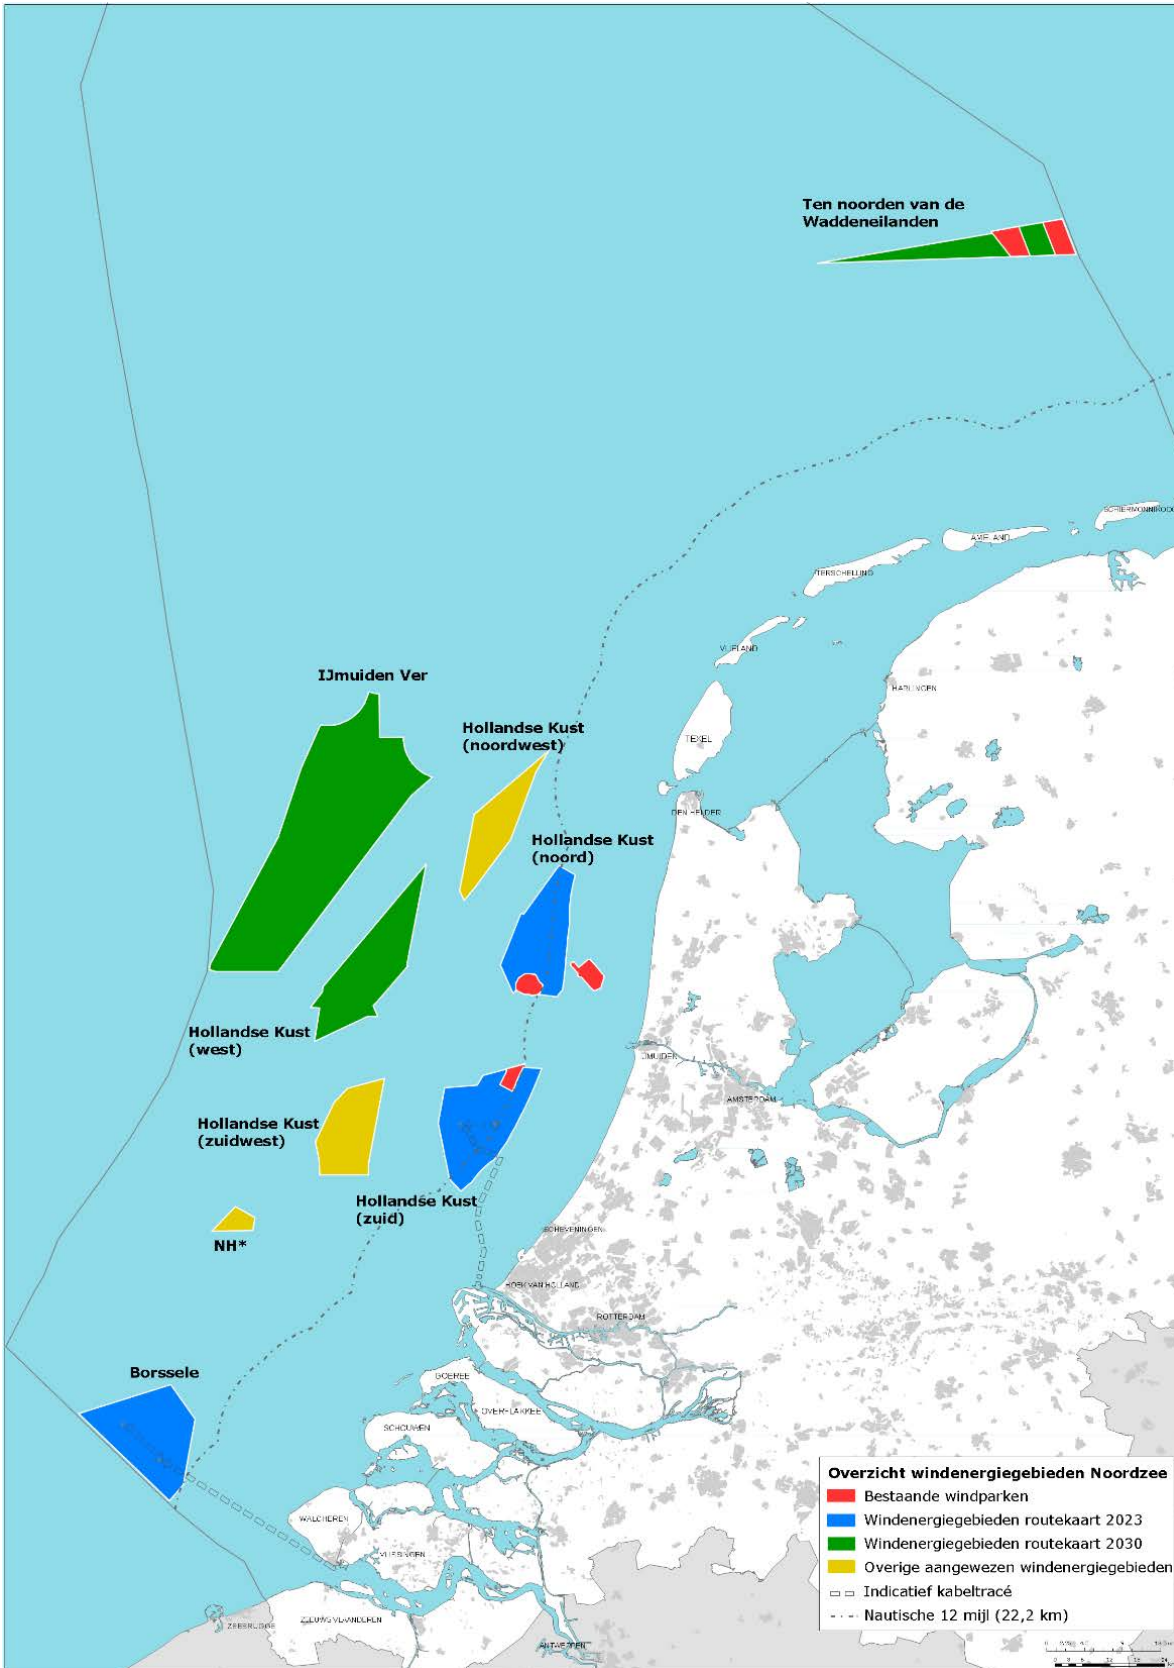 Ten noorden van de
Waddeneilanden
SCHIERMONNIKOO
AMELAND
TERSCHELLING
VLIELAND
IJmuiden Ver
HARLINGEN
Hollandse Kust
(noordwest)
TEXEL
DEN HELDER
Hollandse Kust
(noord)
Hollandse Kust
(west)
IJMUIDEN
AMSTERDAM
Hollandse Kust
(zuidwest)
Hollandse Kust
(zuid)
SCHEVENINGEN
NH*
HOEK VAN HOLLAND
ROTTERDAM
Borssele
GOEREE
OVERFLAKKEE
SCHOUWEN
WALCHEREN
VLISSINGEN
ZEEUWS VLAANDEREN
ZEEBRUGGE
ANTWERPEN
Overzicht windenergiegebieden Noordzee
Bestaande windparken
Windenergiegebieden routekaart 2023
Windenergiegebieden routekaart 2030
Overige aangewezen windenergiegebieden
Indicatief kabeltracé
Nautische 12 mijl (22,2 km)